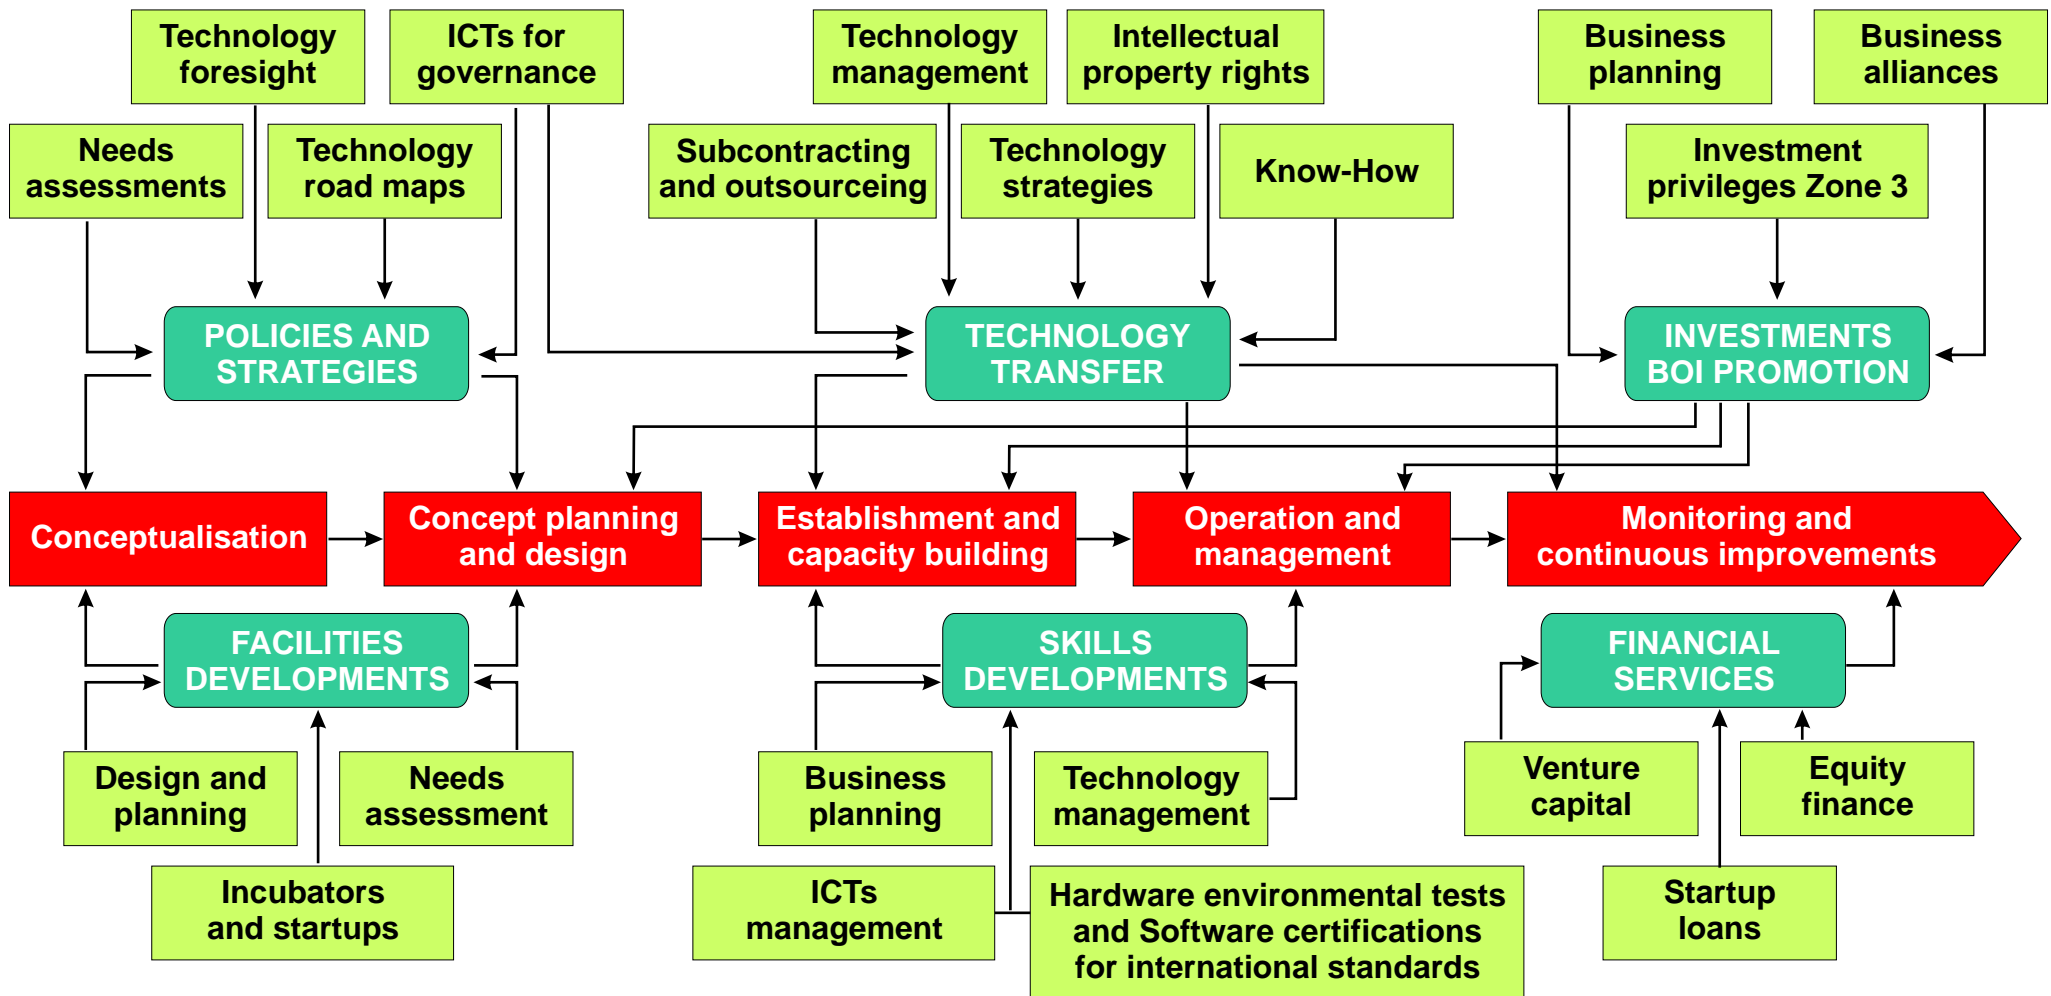 Technology
foresight
ICTs for
governance
Technology
management
Intellectual
property rights
Business
planning
Business
alliances
Needs
assessments
Technology
road maps
Subcontracting
and outsourceing
Technology
strategies
Know-How
Investment
privileges Zone 3
POLICIES AND
STRATEGIES
TECHNOLOGY
TRANSFER
INVESTMENTS
BOI PROMOTION
Conceptualisation
Concept planning
and design
Establishment and
capacity building
Operation and
management
Monitoring and
continuous improvements
FACILITIES
DEVELOPMENTS
SKILLS
DEVELOPMENTS
FINANCIAL
SERVICES
Design and
planning
Needs
assessment
Business
planning
Technology
management
Venture
capital
Equity
finance
Incubators
and startups
ICTs
management
Hardware environmental tests
and Software certifications
for international standards
Startup
loans